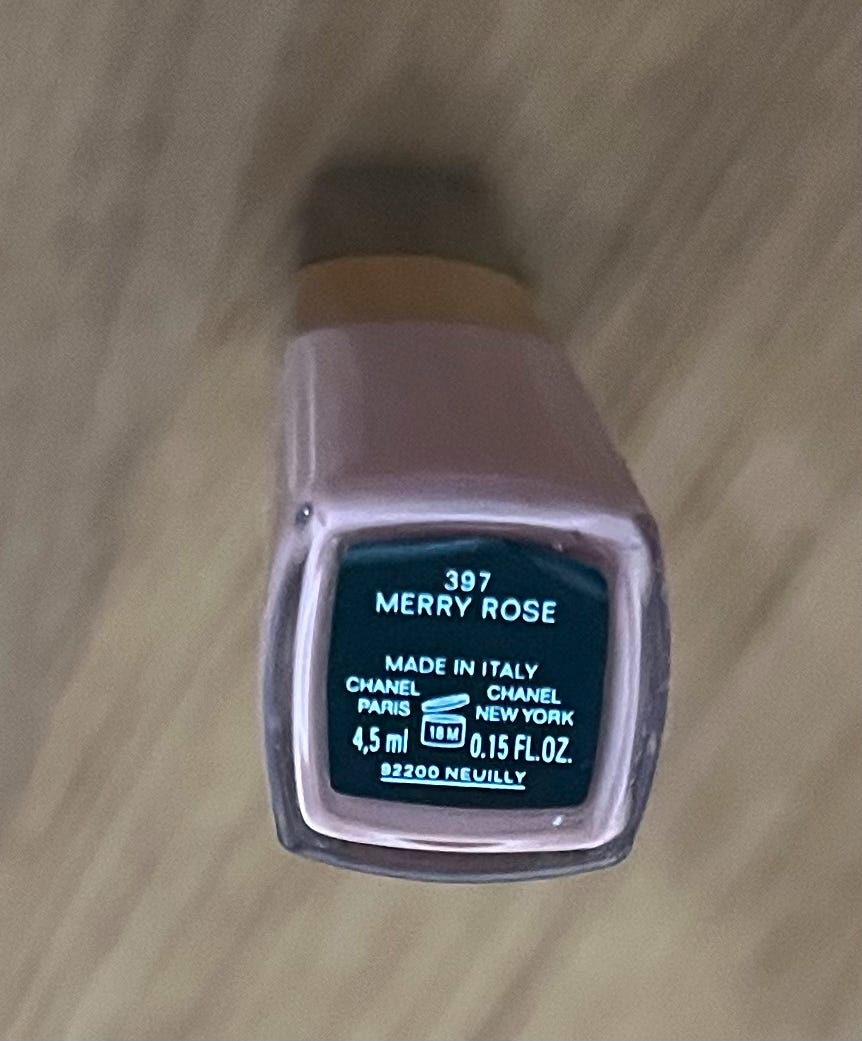 397
MERRY ROSE
MADE IN ITALY
CHANEL PARIS
CHANEL NEW YORK
4,5 ml 18M 0.15 FL.OZ.
92200 NEUILLY